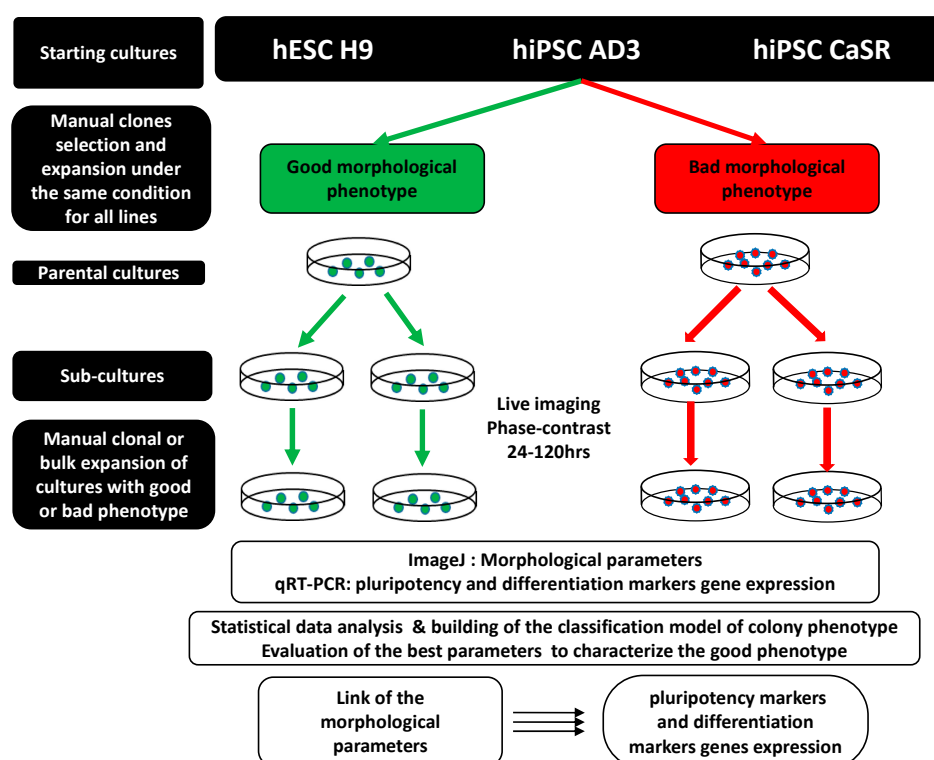 Starting cultures
hESC H9
hiPSC AD3
hiPSC CaSR
Manual clones
selection and
expansion under
the same condition
for all lines
Good morphological
phenotype
Bad morphological
phenotype
Parental cultures
Sub-cultures
Live imaging
Phase-contrast
24-120hrs
Manual clonal or
bulk expansion of
cultures with good
or bad phenotype
ImageJ : Morphological parameters
qRT-PCR: pluripotency and differentiation markers gene expression
Statistical data analysis & building of the classification model of colony phenotype
Evaluation of the best parameters to characterize the good phenotype
Link of the
morphological
parameters
pluripotency markers
and differentiation
markers genes expression